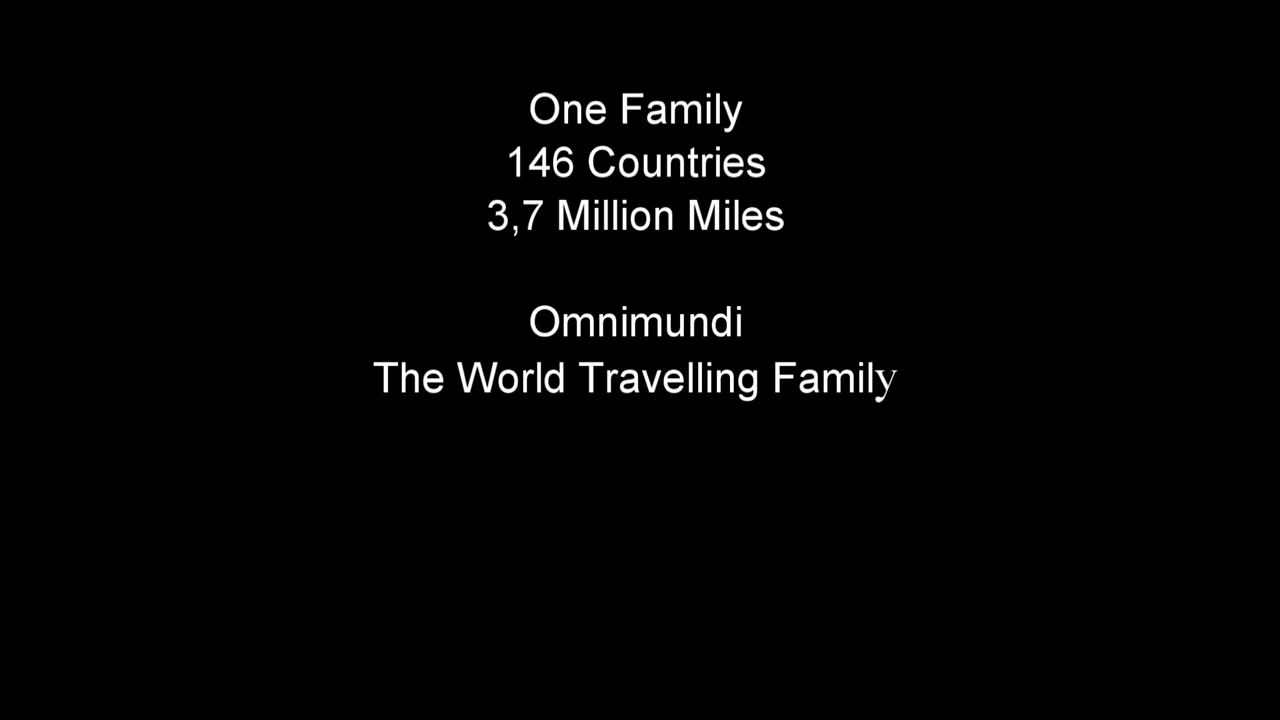 One Family
146 Countries
3,7 Million Miles
Omnimundi
The World Travelling Family